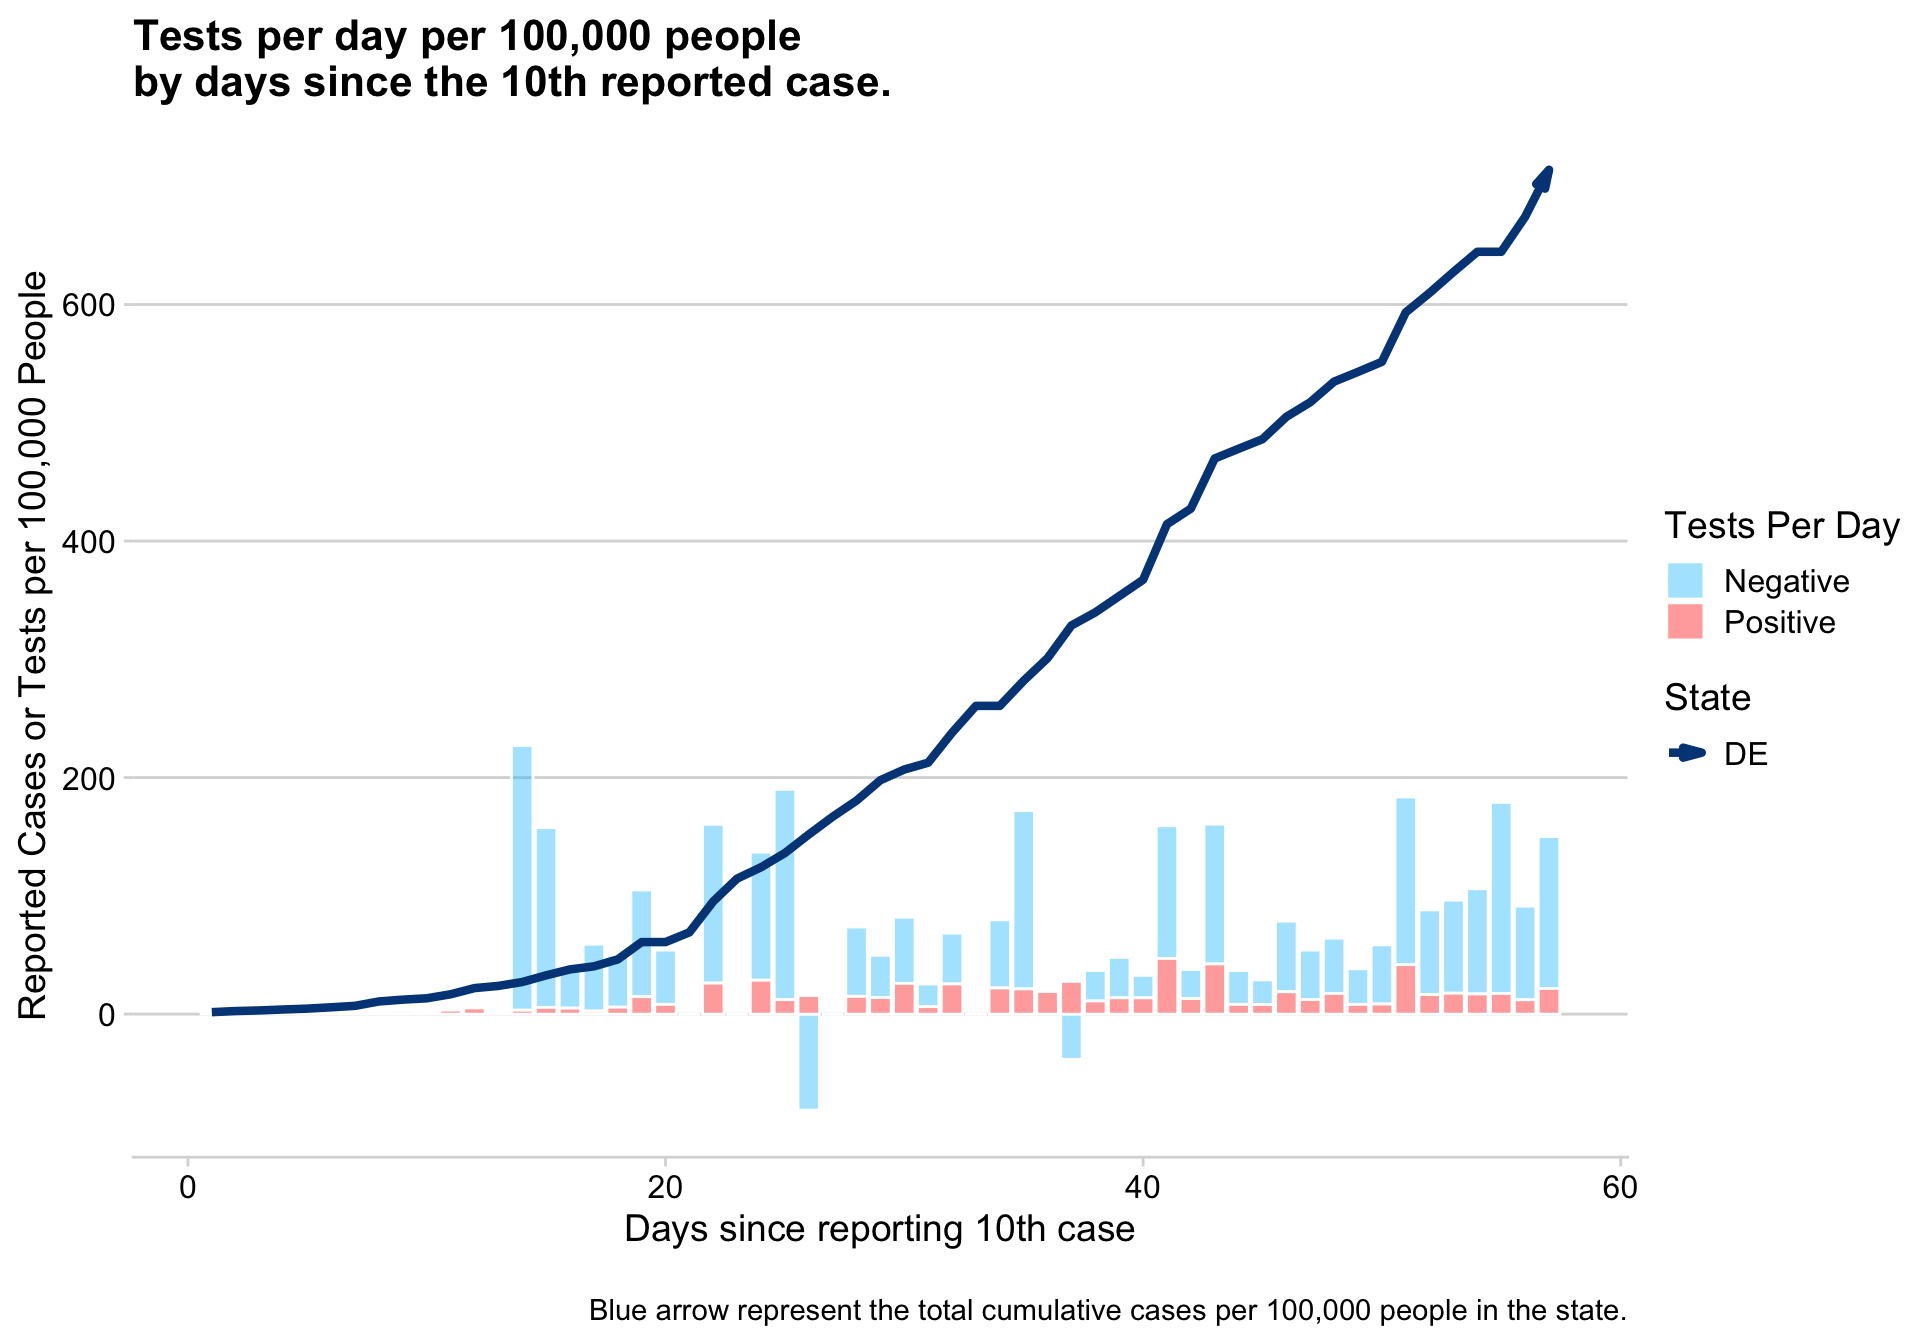 Tests per day per 100,000 people
by days since the 10th reported case.
Reported Cases or Tests per 100,000 People
600
400
200
0
0
20
40
60
Days since reporting 10th case
Tests Per Day
Negative
Positive
State
DE
Blue arrow represent the total cumulative cases per 100,000 people in the state.